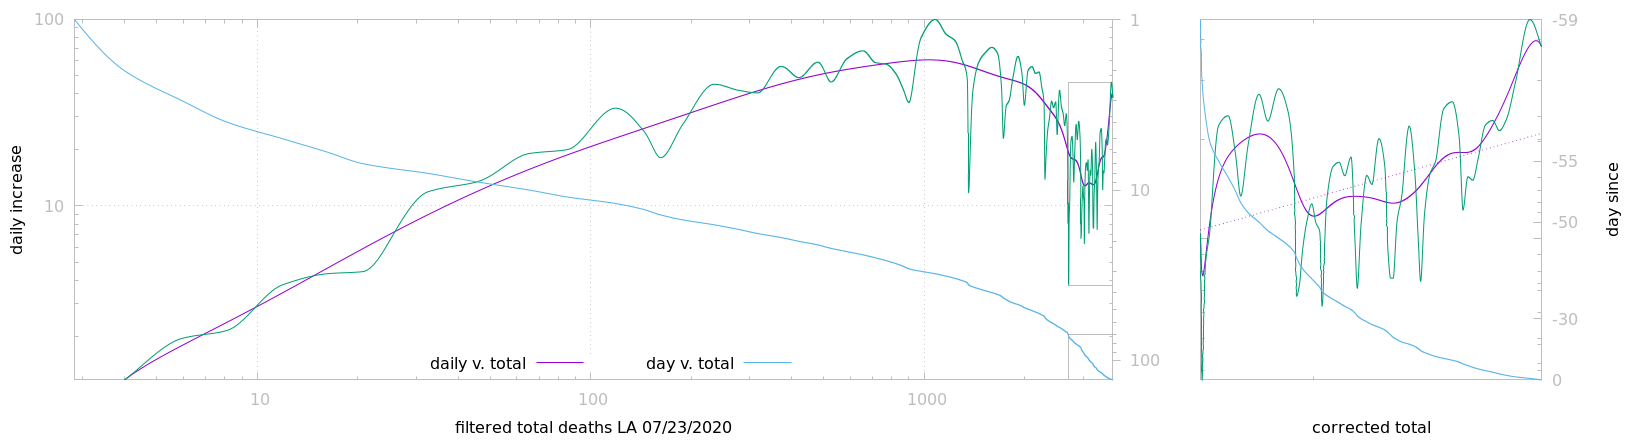 100
10
daily increase
10
100
1000
filtered total deaths LA 07/23/2020
daily v. total
day v. total
1
10
100
-59
-55
-50
-30
0
day since
corrected total